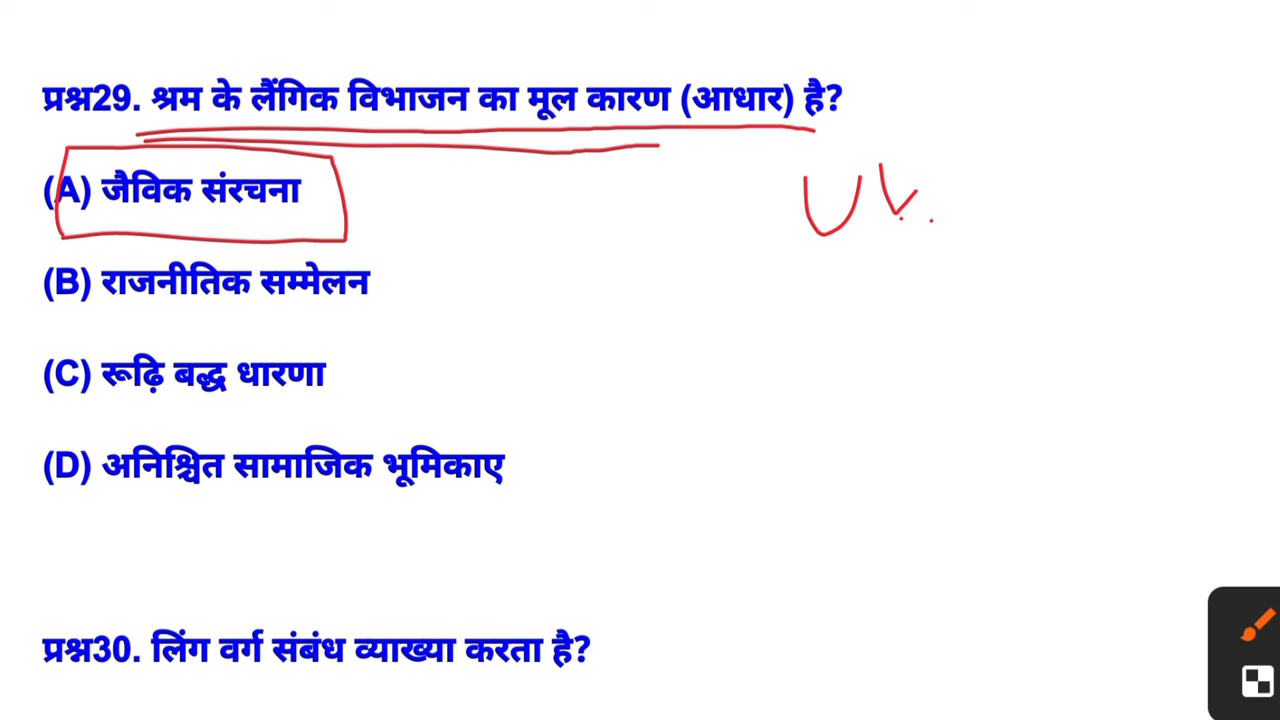 प्रश्न29. श्रम के लैंगिक विभाजन का मूल कारण (आधार) है?
(A) जैविक संरचना
(B) राजनीतिक सम्मेलन
(C) रूढ़ि बद्ध धारणा
(D) अनिश्चित सामाजिक भूमिकाए
प्रश्न30. लिंग वर्ग संबंध व्याख्या करता है?